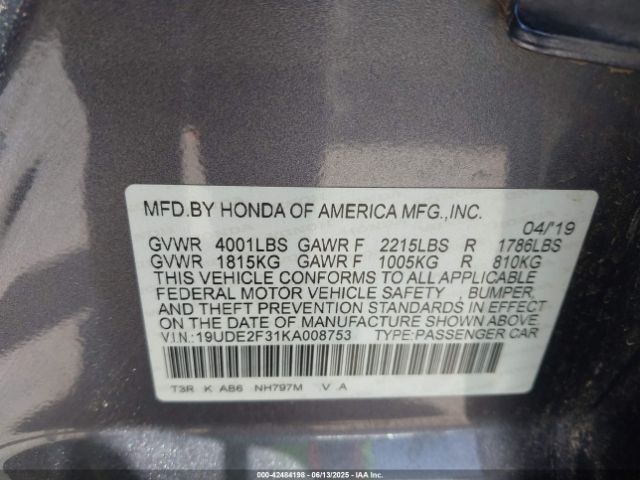 MFD.BY HONDA OF AMERICA MFG.,INC.
04/'19
GVWR 4001LBS GAWR F 2215LBS R 1786LBS
GVWR 1815KG GAWR F 1005KG R 810KG
THIS VEHICLE CONFORMS TO ALL APPLICABLE
FEDERAL MOTOR VEHICLE SAFETY , BUMPER,
AND THEFT PREVENTION STANDARDS IN EFFECT
ON THE DATE OF MANUFACTURE SHOWN ABOVE.
VIN:19UDE2F31KA008753 TYPE:PASSENGER CAR
T3R K AB6 NH797M V A
000-42484198 - 06/13/2025 - IAAI.COM